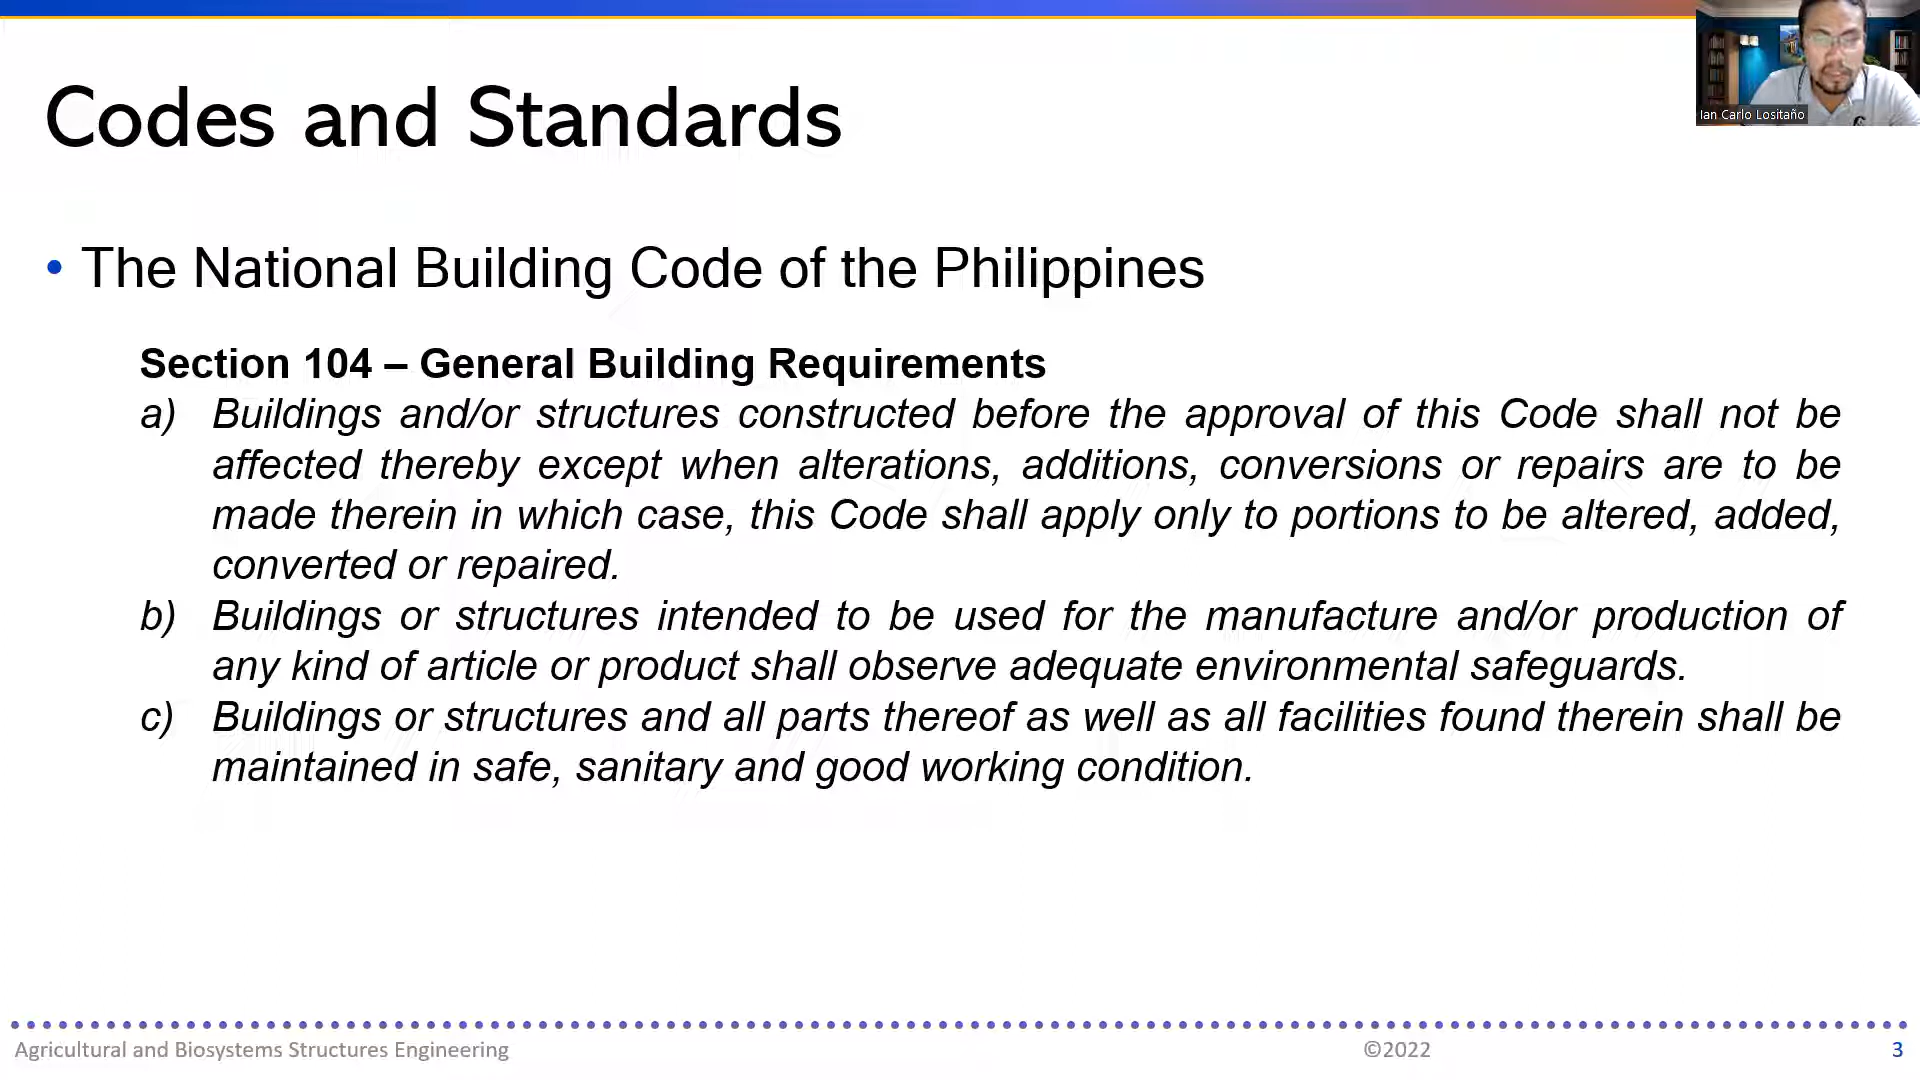 Codes and Standards
Ian Carlo Lositaño
• The National Building Code of the Philippines
Section 104 – General Building Requirements
a) Buildings and/or structures constructed before the approval of this Code shall not be
affected thereby except when alterations, additions, conversions or repairs are to be
made therein in which case, this Code shall apply only to portions to be altered, added,
converted or repaired.
b) Buildings or structures intended to be used for the manufacture and/or production of
any kind of article or product shall observe adequate environmental safeguards.
c) Buildings or structures and all parts thereof as well as all facilities found therein shall be
maintained in safe, sanitary and good working condition.
Agricultural and Biosystems Structures Engineering ©2022 3